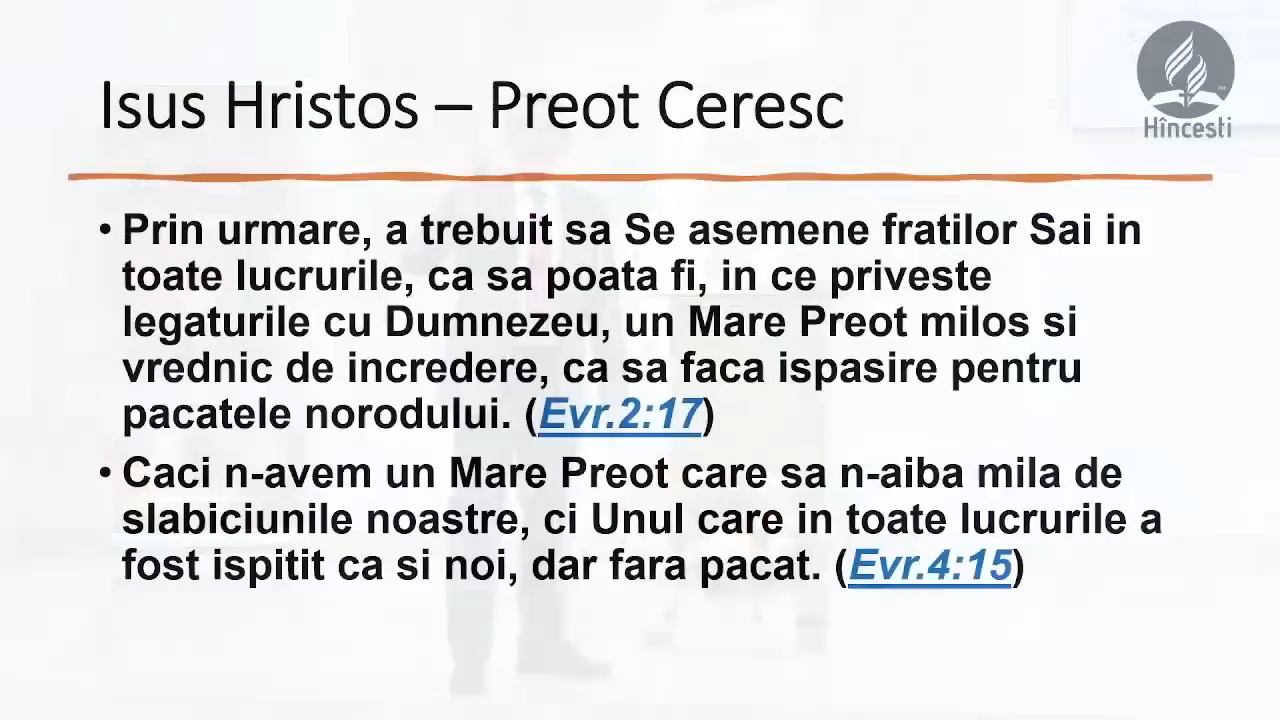 Isus Hristos – Preot Ceresc
Hîncesti
• Prin urmare, a trebuit sa Se asemene fratilor Sai in
toate lucrurile, ca sa poata fi, in ce priveste
legaturile cu Dumnezeu, un Mare Preot milos si
vrednic de incredere, ca sa faca ispasire pentru
pacatele norodului. (Evr.2:17)
• Caci n-avem un Mare Preot care sa n-aiba mila de
slabiciunile noastre, ci Unul care in toate lucrurile a
fost ispitit ca si noi, dar fara pacat. (Evr.4:15)